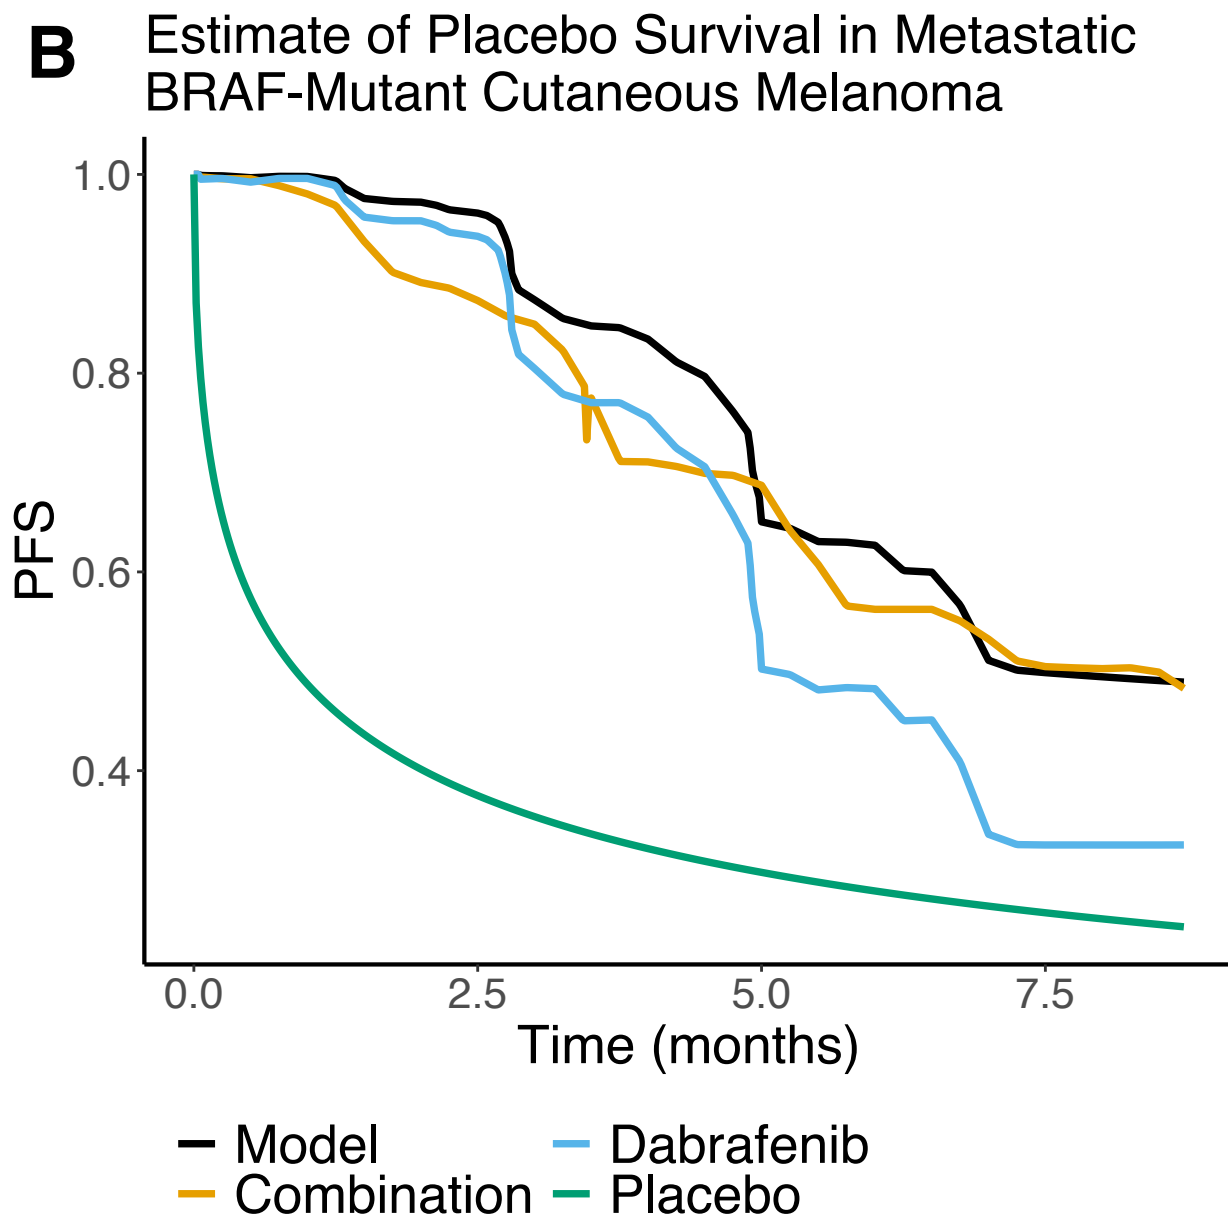 B
Estimate of Placebo Survival in Metastatic
BRAF-Mutant Cutaneous Melanoma
PFS
1.0
0.8
0.6
0.4
0.0
2.5
5.0
7.5
Time (months)
Model
Dabrafenib
Combination
Placebo